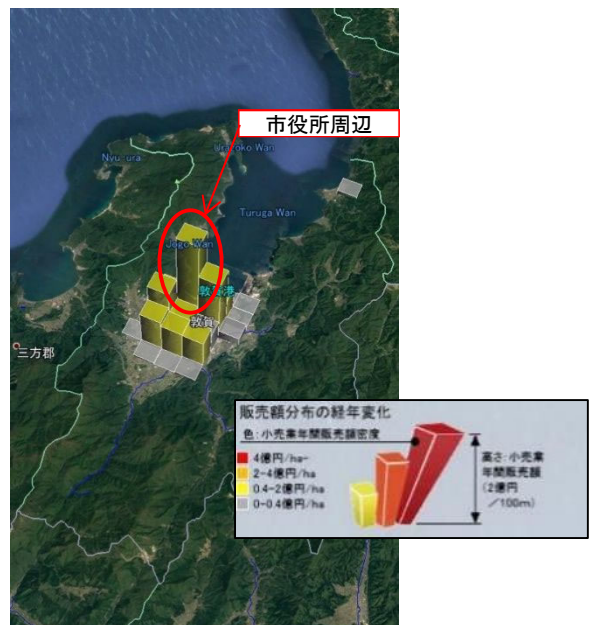 市役所周辺
Nyu-ura
Urazoko Wan
Turuga Wan
Jogo Wan
敦賀港
敦賀
三方郡
販売額分布の経年変化
色:小売業年間販売額密度
4億円/ha-
2-4億円/ha
0.4-2億円/ha
0-0.4億円/ha
高さ:小売業
年間販売額
(2億円
/100m)